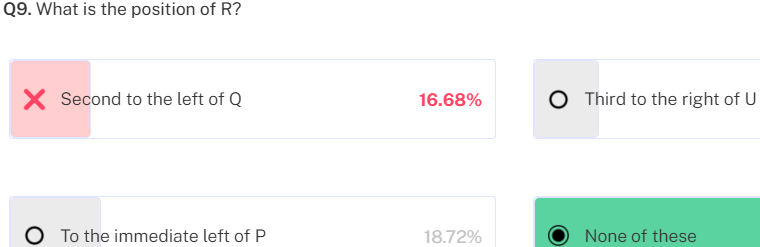 Q9. What is the position of R?
Second to the left of Q 16.68%
Third to the right of U
To the immediate left of P 18.72%
None of these